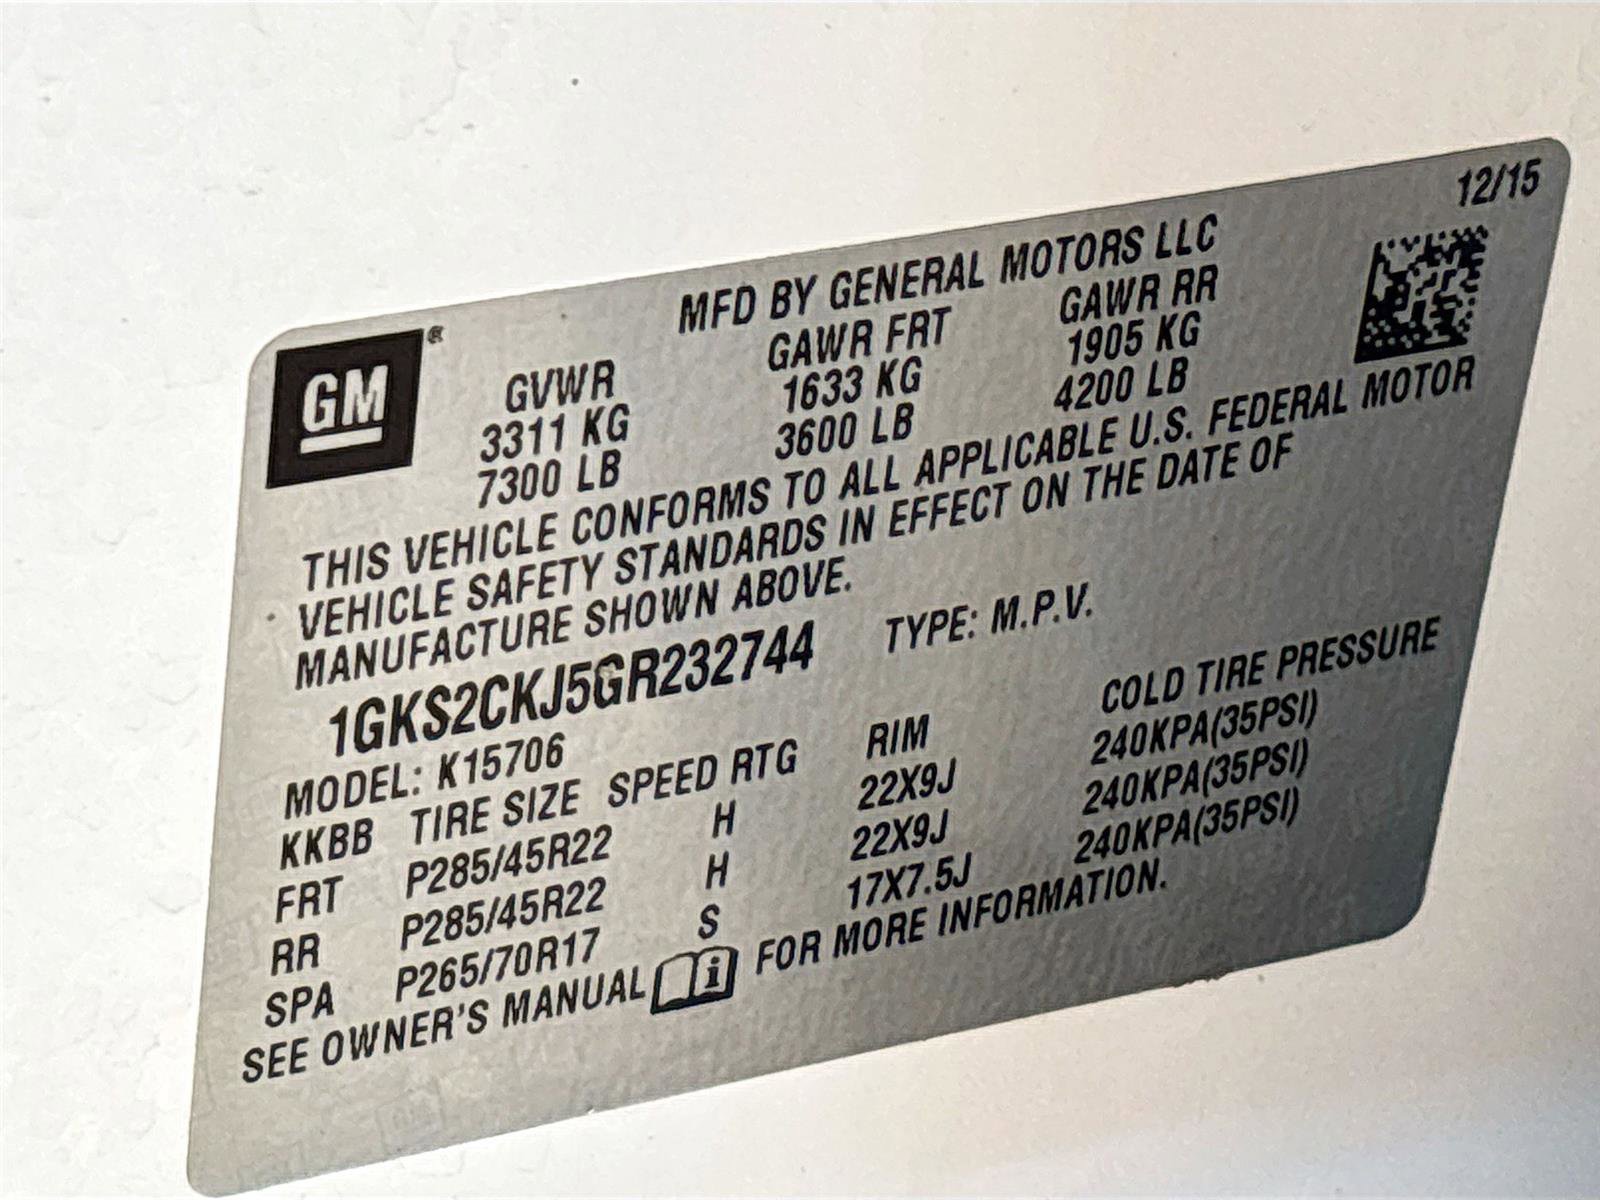 12/15
MFD BY GENERAL MOTORS LLC
GM®
GVWR GAWR FRT GAWR RR
3311 KG 1633 KG 1905 KG
7300 LB 3600 LB 4200 LB
THIS VEHICLE CONFORMS TO ALL APPLICABLE U.S. FEDERAL MOTOR
VEHICLE SAFETY STANDARDS IN EFFECT ON THE DATE OF
MANUFACTURE SHOWN ABOVE.
1GKS2CKJ5GR232744 TYPE: M.P.V.
MODEL: K15706
KKBB TIRE SIZE SPEED RTG RIM COLD TIRE PRESSURE
FRT P285/45R22 H 22X9J 240KPA(35PSI)
RR P285/45R22 H 22X9J 240KPA(35PSI)
SPA P265/70R17 S 17X7.5J 240KPA(35PSI)
SEE OWNER'S MANUAL i FOR MORE INFORMATION.